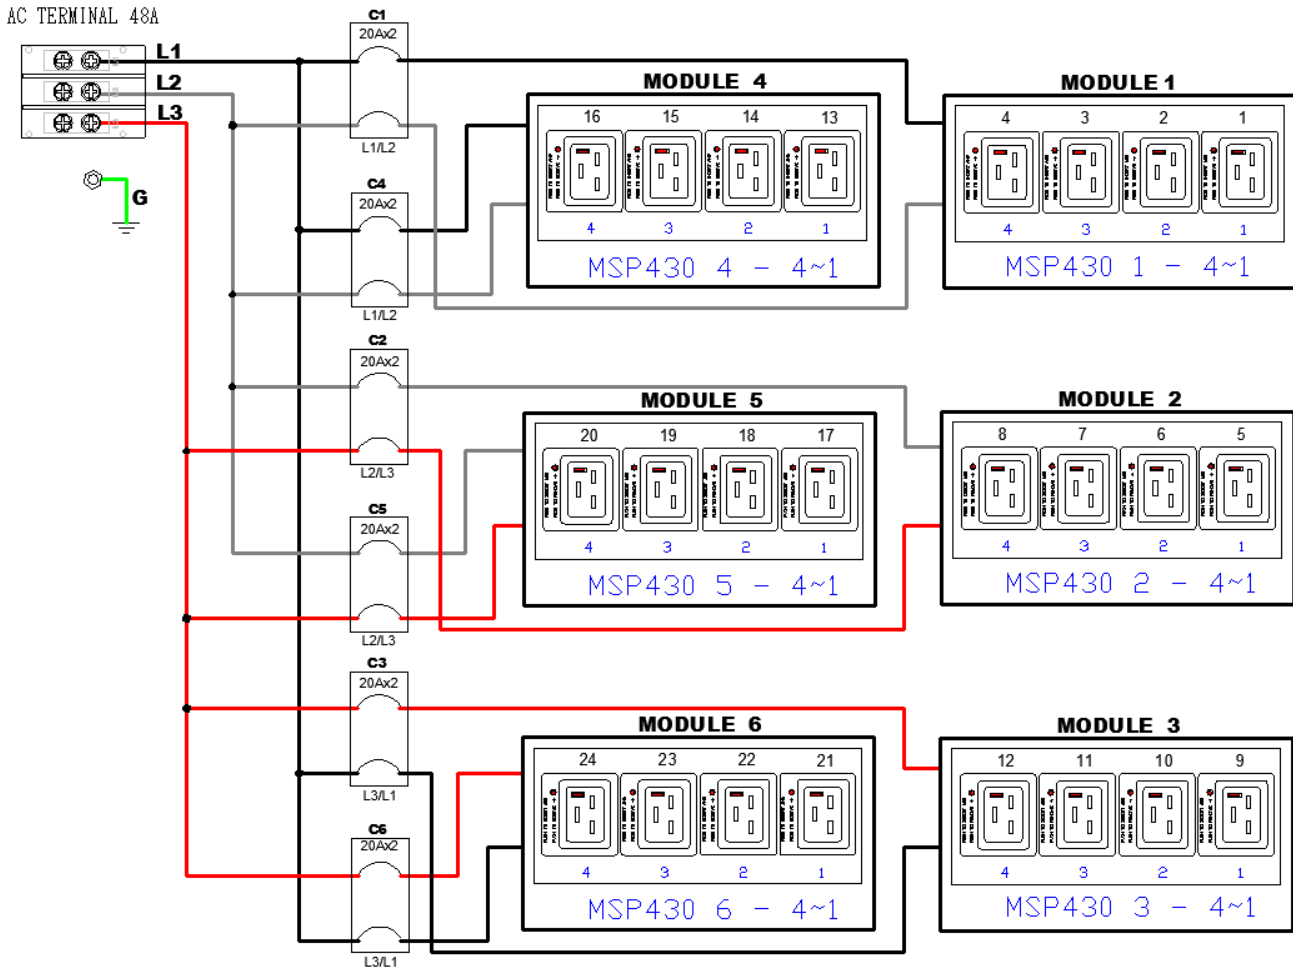 AC TERMINAL 48A
L1
L2
L3
G
C1
20Ax2
L1/L2
C4
20Ax2
L1/L2
C2
20Ax2
L2/L3
C5
20Ax2
L2/L3
C3
20Ax2
L3/L1
C6
20Ax2
L3/L1
MODULE 4
16 15 14 13
4 3 2 1
MSP430 4 - 4~1
MODULE 1
4 3 2 1
4 3 2 1
MSP430 1 - 4~1
MODULE 5
20 19 18 17
4 3 2 1
MSP430 5 - 4~1
MODULE 2
8 7 6 5
4 3 2 1
MSP430 2 - 4~1
MODULE 6
24 23 22 21
4 3 2 1
MSP430 6 - 4~1
MODULE 3
12 11 10 9
4 3 2 1
MSP430 3 - 4~1